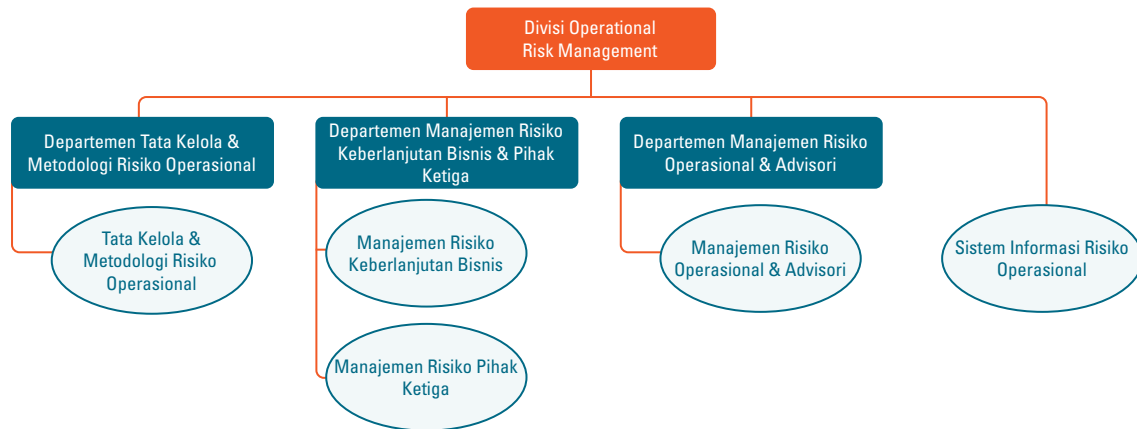 Divisi Operational
Risk Management
Departemen Tata Kelola &
Metodologi Risiko Operasional
Departemen Manajemen Risiko
Keberlanjutan Bisnis & Pihak
Ketiga
Departemen Manajemen Risiko
Operasional & Advisori
Tata Kelola &
Metodologi Risiko
Operasional
Manajemen Risiko
Keberlanjutan Bisnis
Manajemen Risiko
Operasional & Advisori
Sistem Informasi Risiko
Operasional
Manajemen Risiko Pihak
Ketiga